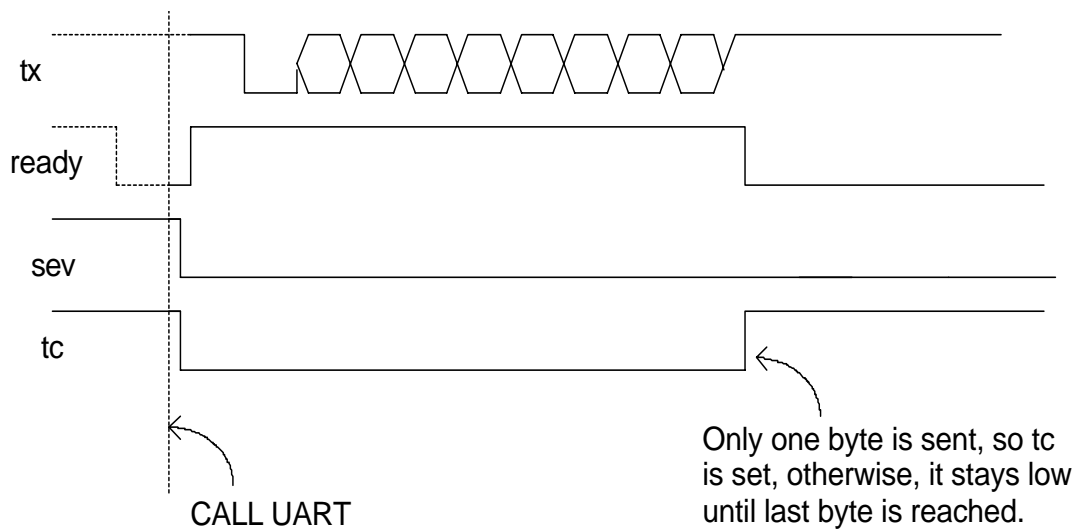 tx
ready
sev
tc
CALL UART
Only one byte is sent, so tc
is set, otherwise, it stays low
until last byte is reached.